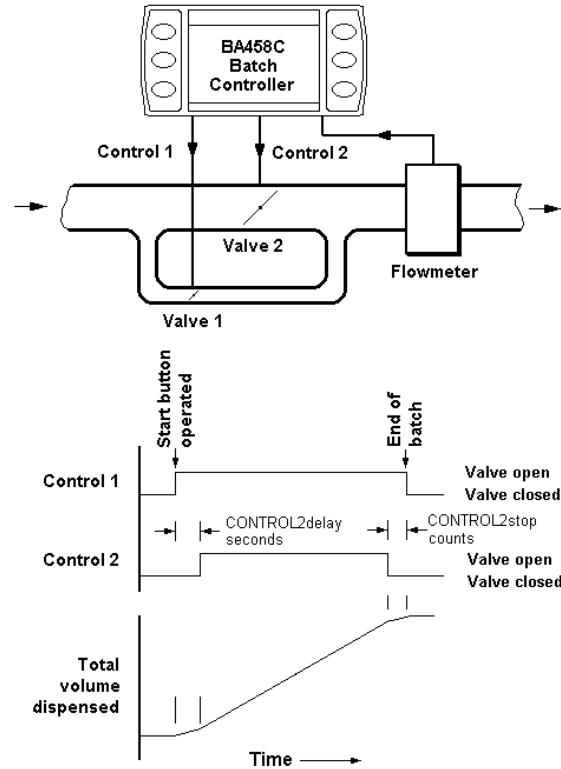 BA458C
Batch
Controller
Control 1
Control 2
Valve 2
Flowmeter
Valve 1
Start button
operated
End of
batch
Control 1
Valve open
Valve closed
CONTROL2delay
seconds
CONTROL2stop
counts
Control 2
Valve open
Valve closed
Total
volume
dispensed
Time